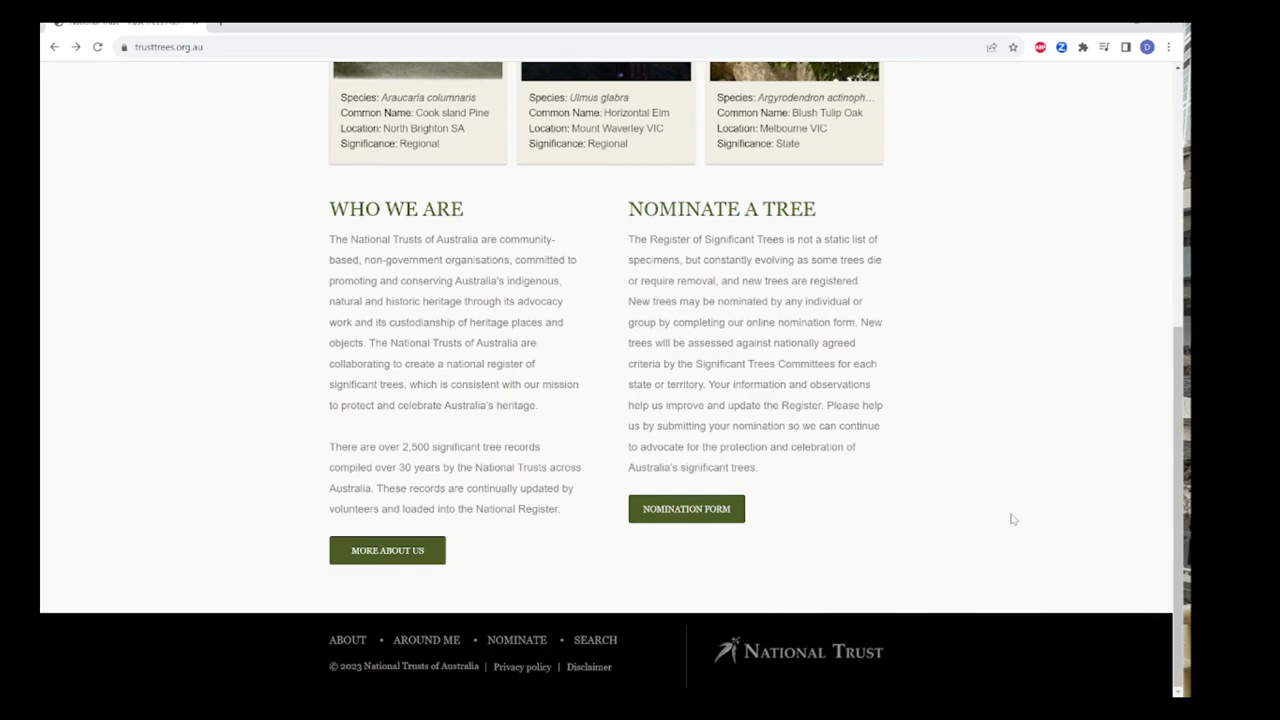 trusttrees.org.au
Species: Araucaria columnaris
Common Name: Cook sland Pine
Location: North Brighton SA
Significance: Regional
Species: Ulmus glabra
Common Name: Horizontal Elm
Location: Mount Waverley VIC
Significance: Regional
Species: Argyrodendron actinoph...
Common Name: Blush Tulip Oak
Location: Melbourne VIC
Significance: State
WHO WE ARE
The National Trusts of Australia are community-
based, non-government organisations, committed to
promoting and conserving Australia's indigenous,
natural and historic heritage through its advocacy
work and its custodianship of heritage places and
objects. The National Trusts of Australia are
collaborating to create a national register of
significant trees, which is consistent with our mission
to protect and celebrate Australia's heritage.
There are over 2,500 significant tree records
compiled over 30 years by the National Trusts across
Australia. These records are continually updated by
volunteers and loaded into the National Register.
MORE ABOUT US
NOMINATE A TREE
The Register of Significant Trees is not a static list of
specimens, but constantly evolving as some trees die
or require removal, and new trees are registered.
New trees may be nominated by any individual or
group by completing our online nomination form. New
trees will be assessed against nationally agreed
criteria by the Significant Trees Committees for each
state or territory. Your information and observations
help us improve and update the Register. Please help
us by submitting your nomination so we can continue
to advocate for the protection and celebration of
Australia's significant trees.
NOMINATION FORM
ABOUT • AROUND ME • NOMINATE • SEARCH
© 2023 National Trusts of Australia | Privacy policy | Disclaimer
NATIONAL TRUST